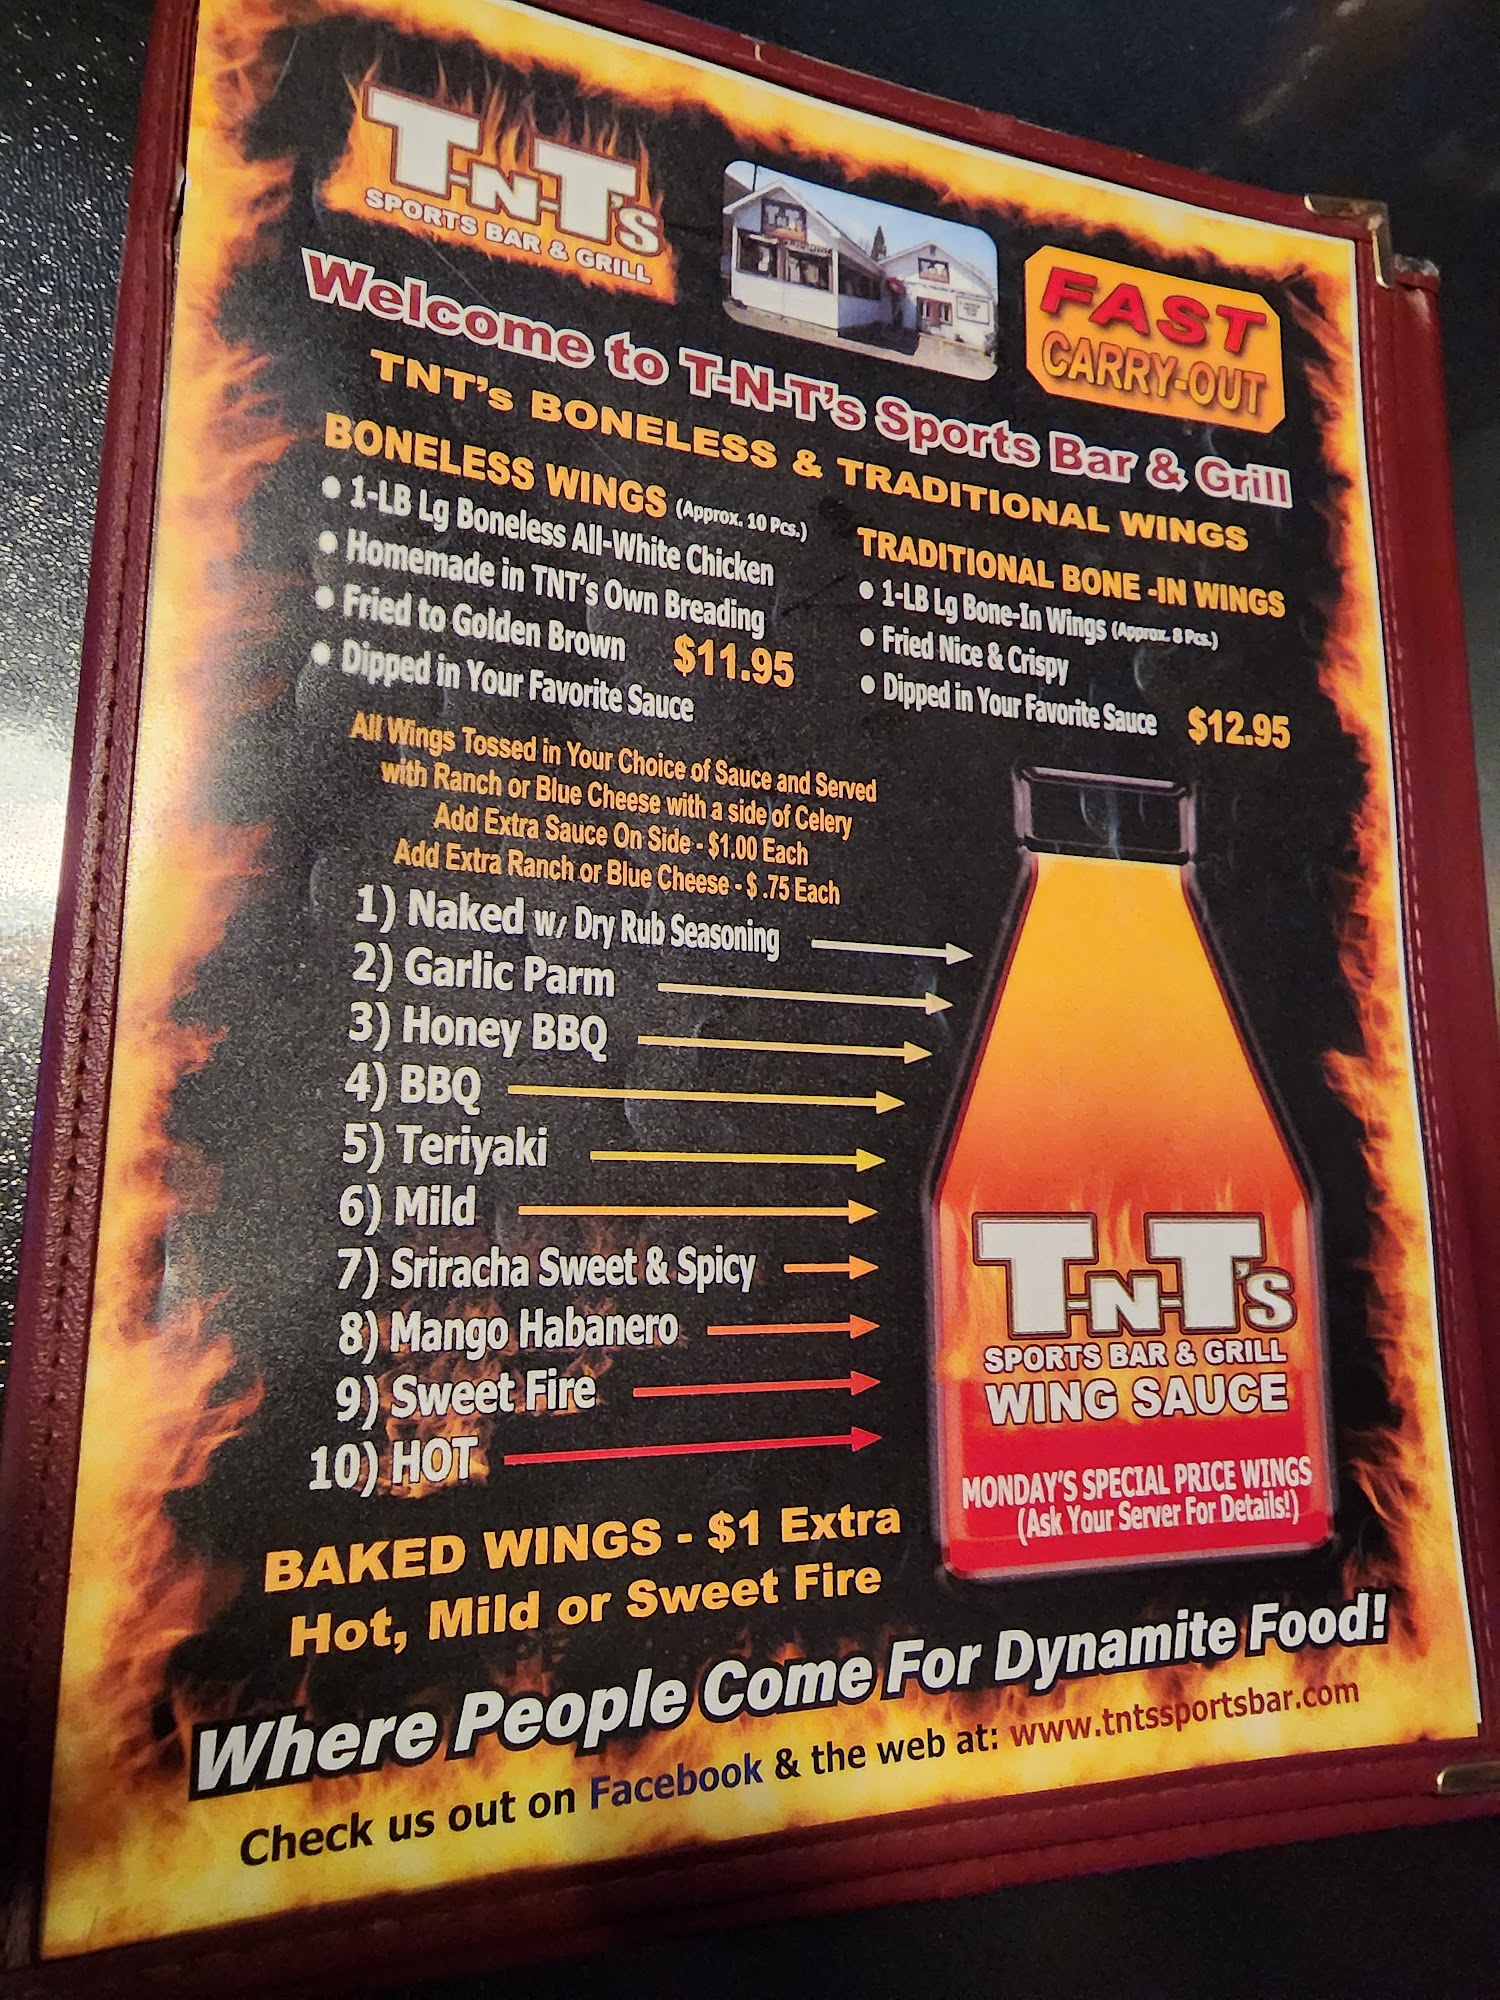 T-N-T's
SPORTS BAR & GRILL
FAST
CARRY-OUT
Welcome to T-N-T's Sports Bar & Grill
TNT's BONELESS & TRADITIONAL WINGS
BONELESS WINGS (Approx. 10 Pcs.)
• 1-LB Lg Boneless All-White Chicken
• Homemade in TNT's Own Breading
• Fried to Golden Brown $11.95
• Dipped in Your Favorite Sauce
TRADITIONAL BONE -IN WINGS
• 1-LB Lg Bone-In Wings (Approx. 8 Pcs.)
• Fried Nice & Crispy
• Dipped in Your Favorite Sauce $12.95
All Wings Tossed in Your Choice of Sauce and Served
with Ranch or Blue Cheese with a side of Celery
Add Extra Sauce On Side - $1.00 Each
Add Extra Ranch or Blue Cheese - $ .75 Each
1) Naked w/ Dry Rub Seasoning
2) Garlic Parm
3) Honey BBQ
4) BBQ
5) Teriyaki
6) Mild
7) Sriracha Sweet & Spicy
8) Mango Habanero
9) Sweet Fire
10) HOT
T-N-T's
SPORTS BAR & GRILL
WING SAUCE
MONDAY'S SPECIAL PRICE WINGS
(Ask Your Server For Details!)
BAKED WINGS - $1 Extra
Hot, Mild or Sweet Fire
Where People Come For Dynamite Food!
Check us out on Facebook & the web at: www.tntssportsbar.com